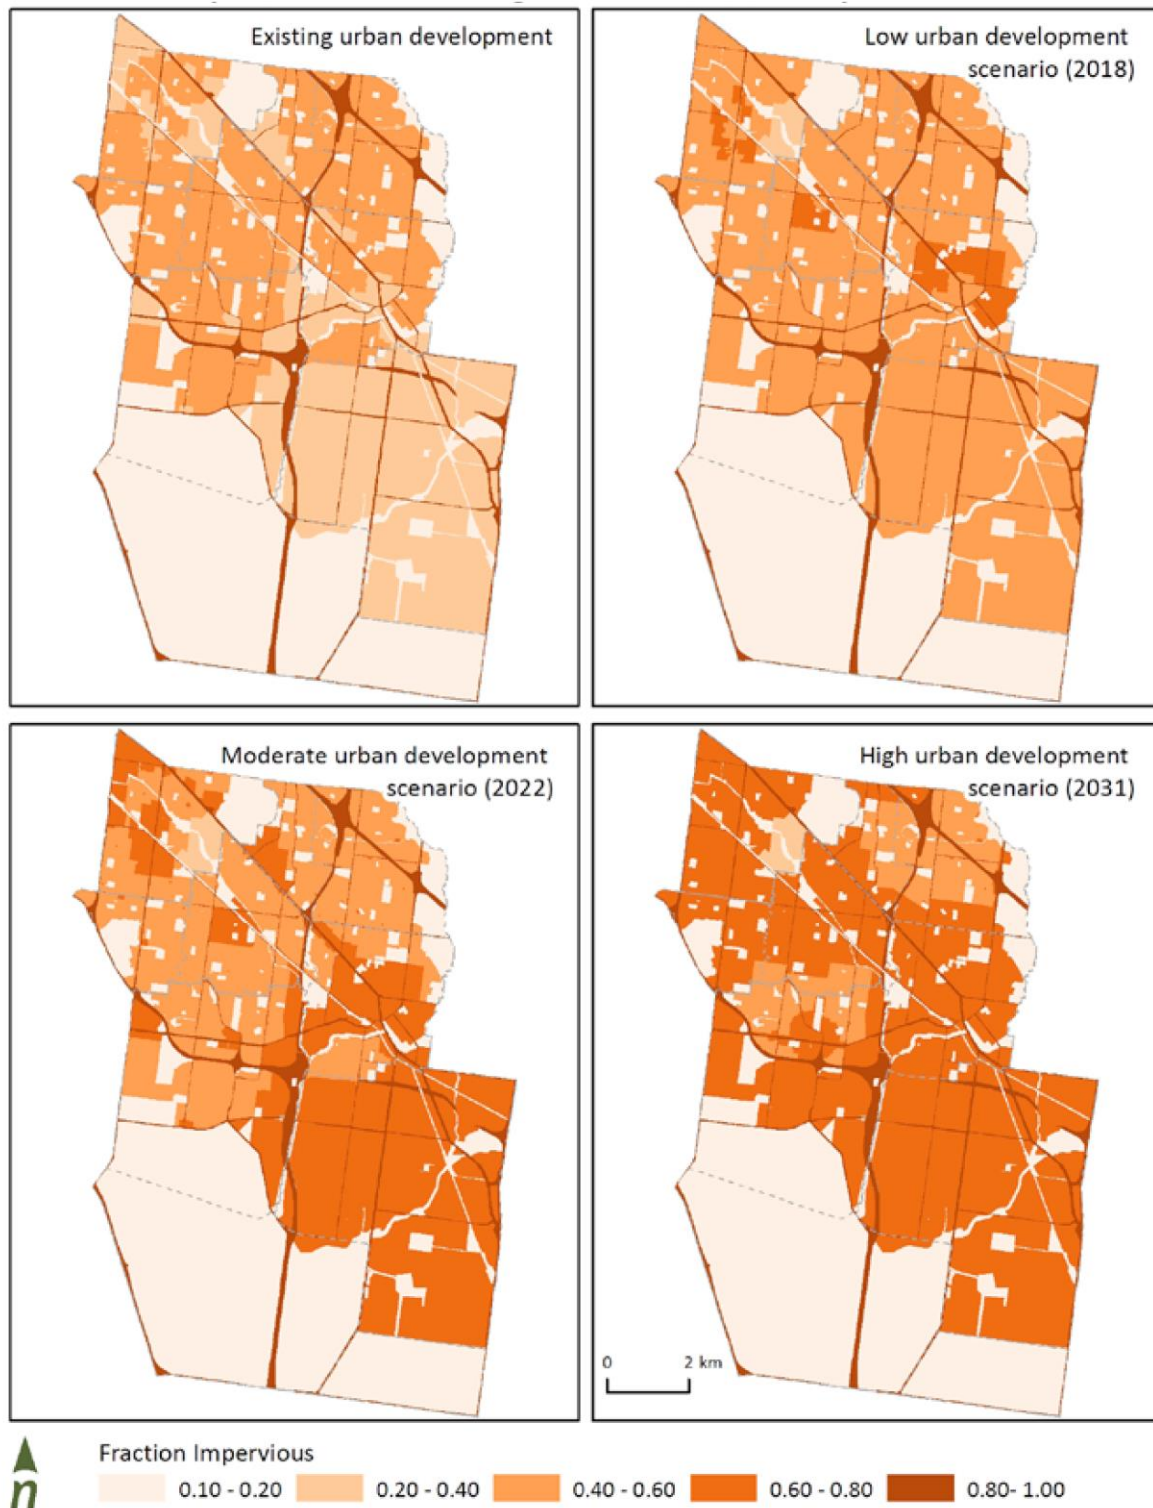 Existing urban development
Low urban development
scenario (2018)
Moderate urban development
scenario (2022)
High urban development
scenario (2031)
0 2 km
n
Fraction Impervious
0.10 - 0.20 0.20 - 0.40 0.40 - 0.60 0.60 - 0.80 0.80- 1.00